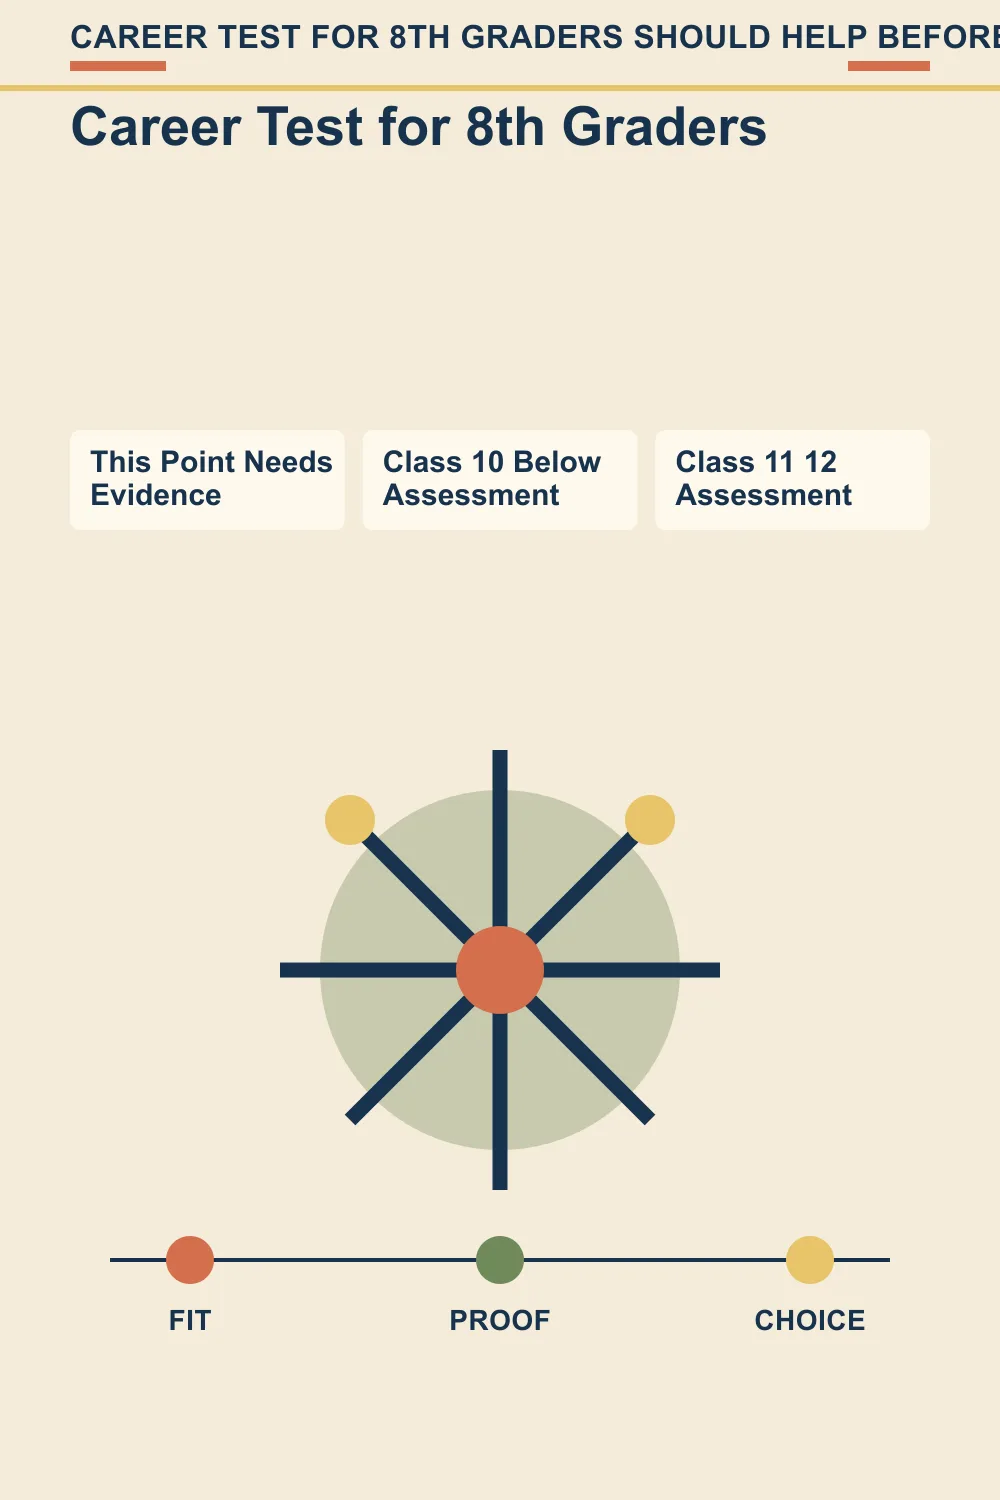 CAREER TEST FOR 8TH GRADERS SHOULD HELP BEFORE
Career Test for 8th Graders
This Point Needs
Evidence
Class 10 Below
Assessment
Class 11 12
Assessment
FIT
PROOF
CHOICE